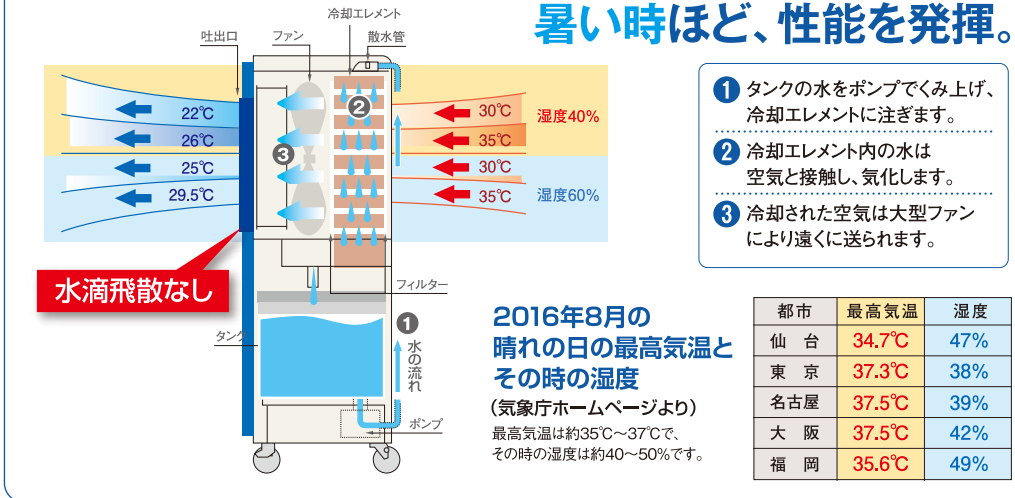 暑い時ほど、性能を発揮。
冷却エレメント
吐出口
ファン
散水管
22℃
26℃
25℃
29.5℃
❷
❸
30℃
35℃
湿度40%
30℃
35℃
湿度60%
水滴飛散なし
フィルター
タンク
❶
水の流れ
ポンプ
❶ タンクの水をポンプでくみ上げ、
冷却エレメントに注ぎます。
❷ 冷却エレメント内の水は
空気と接触し、気化します。
❸ 冷却された空気は大型ファン
により遠くに送られます。
2016年8月の
晴れの日の最高気温と
その時の湿度
(気象庁ホームページより)
最高気温は約35℃～37℃で、
その時の湿度は約40～50%です。
都市 最高気温 湿度
仙 台 34.7℃ 47%
東 京 37.3℃ 38%
名古屋 37.5℃ 39%
大 阪 37.5℃ 42%
福 岡 35.6℃ 49%